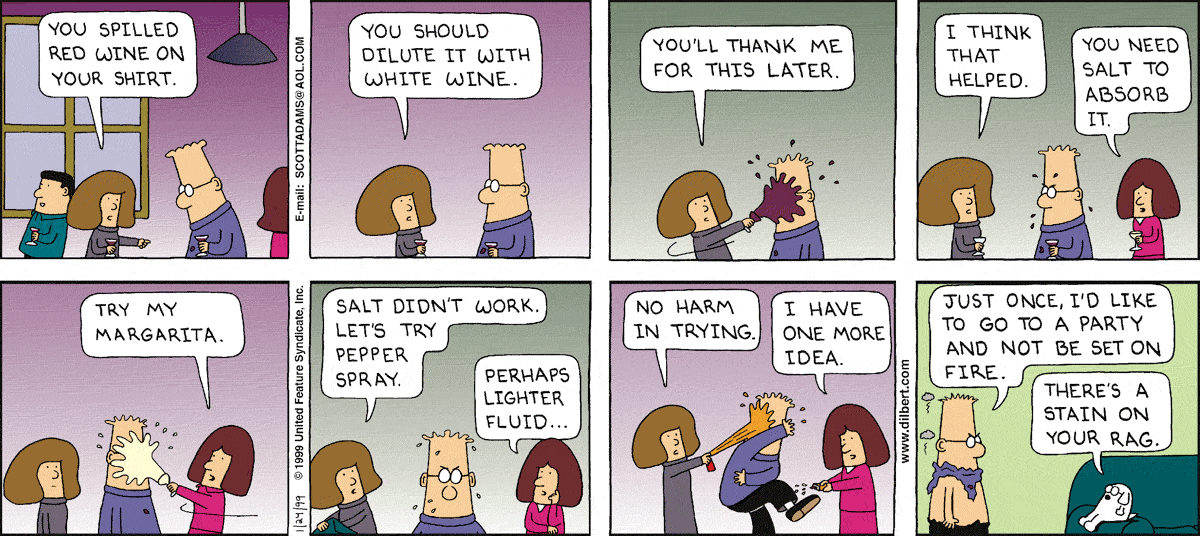 YOU SPILLED
RED WINE ON
YOUR SHIRT.
E-mail: SCOTTADAMS@AOL.COM
YOU SHOULD
DILUTE IT WITH
WHITE WINE.
YOU'LL THANK ME
FOR THIS LATER.
I THINK
THAT
HELPED.
YOU NEED
SALT TO
ABSORB
IT.
TRY MY
MARGARITA.
1/24/99 © 1999 United Feature Syndicate, Inc.
SALT DIDN'T WORK.
LET'S TRY
PEPPER
SPRAY.
PERHAPS
LIGHTER
FLUID...
NO HARM
IN TRYING.
I HAVE
ONE MORE
IDEA.
www.dilbert.com
JUST ONCE, I'D LIKE
TO GO TO A PARTY
AND NOT BE SET ON
FIRE.
THERE'S A
STAIN ON
YOUR RAG.